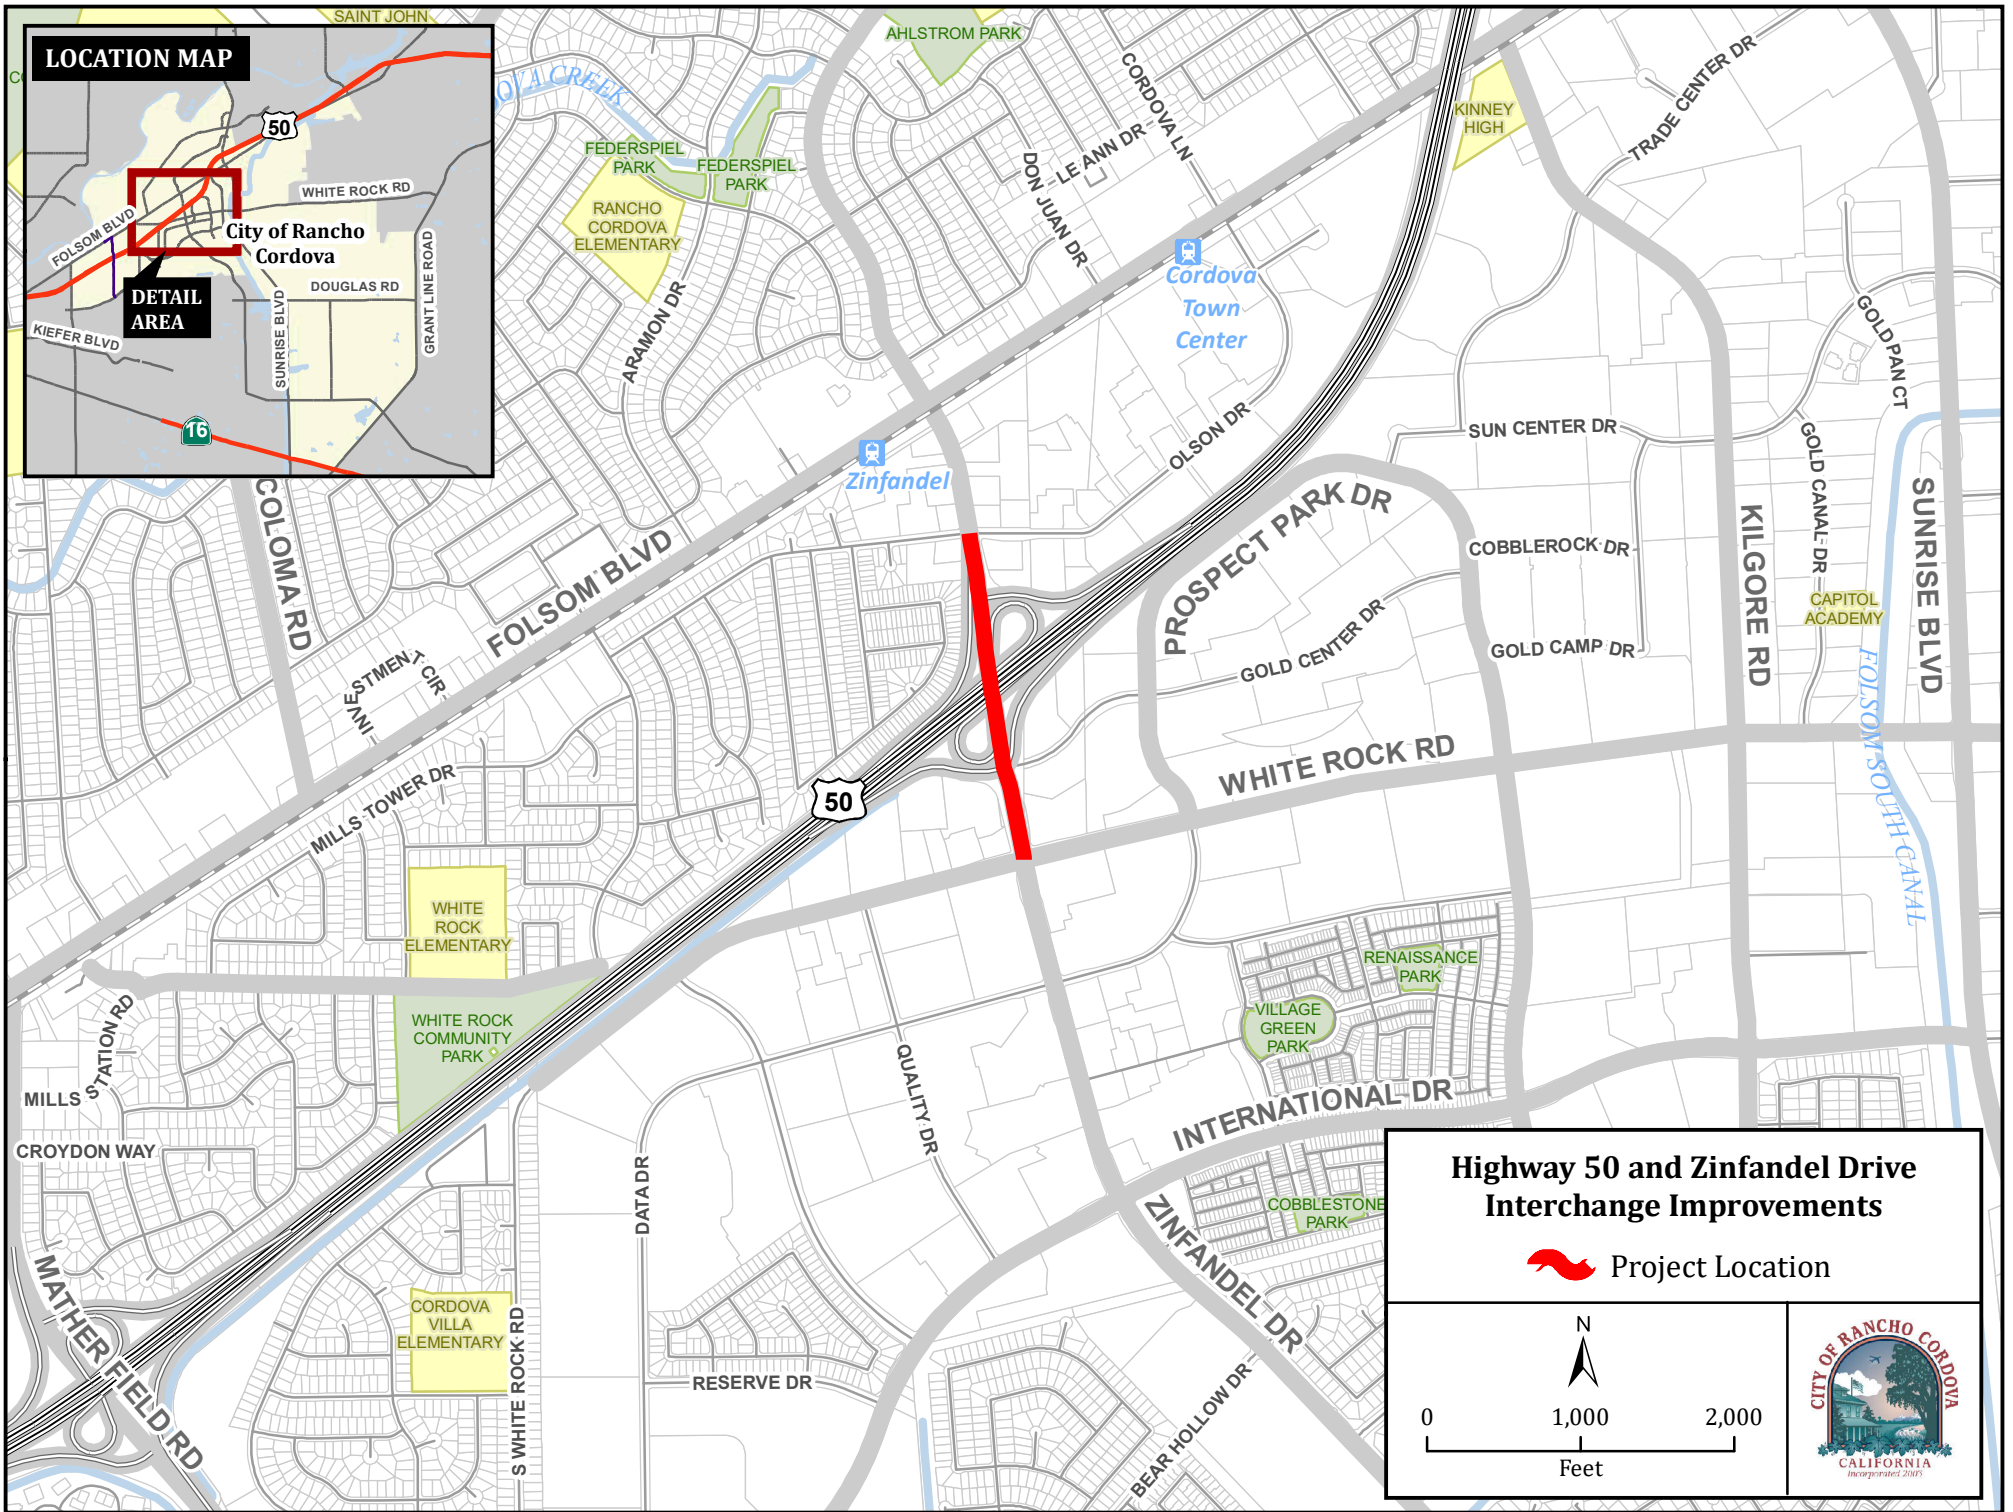 SAINT JOHN
LOCATION MAP
50
WHITE ROCK RD
FOLSOM BLVD
City of Rancho
Cordova
DETAIL
AREA
DOUGLAS RD
GRANT LINE ROAD
SUNRISE BLVD
KIEFER BLVD
16
AHLSTROM PARK
CORDOVA LN
TRADE CENTER DR
KINNEY
HIGH
LE ANN DR
DON JUAN DR
OVA CREEK
FEDERSPIEL
PARK
FEDERSPIEL
PARK
RANCHO
CORDOVA
ELEMENTARY
ARAMON DR
Cordova
Town
Center
GOLD PAN CT
OLSON DR
SUN CENTER DR
GOLD CANAL DR
Zinfandel
COLOMA RD
FOLSOM BLVD
PROSPECT PARK DR
COBBLEROCK DR
KILGORE RD
SUNRISE BLVD
CAPITOL
ACADEMY
GOLD CENTER DR
GOLD CAMP DR
INVESTMENT CIR
FOLSOM SOUTH CANAL
WHITE ROCK RD
MILLS TOWER DR
50
WHITE
ROCK
ELEMENTARY
RENAISSANCE
PARK
VILLAGE
GREEN
PARK
WHITE ROCK
COMMUNITY
PARK
MILLS STATION RD
CROYDON WAY
QUALITY DR
INTERNATIONAL DR
DATA DR
COBBLESTONE
PARK
ZINFANDEL DR
MATHER FIELD RD
CORDOVA
VILLA
ELEMENTARY
S WHITE ROCK RD
RESERVE DR
BEAR HOLLOW DR
Highway 50 and Zinfandel Drive
Interchange Improvements
Project Location
N
0 1,000 2,000
Feet
CITY OF RANCHO CORDOVA
CALIFORNIA
Incorporated 2003